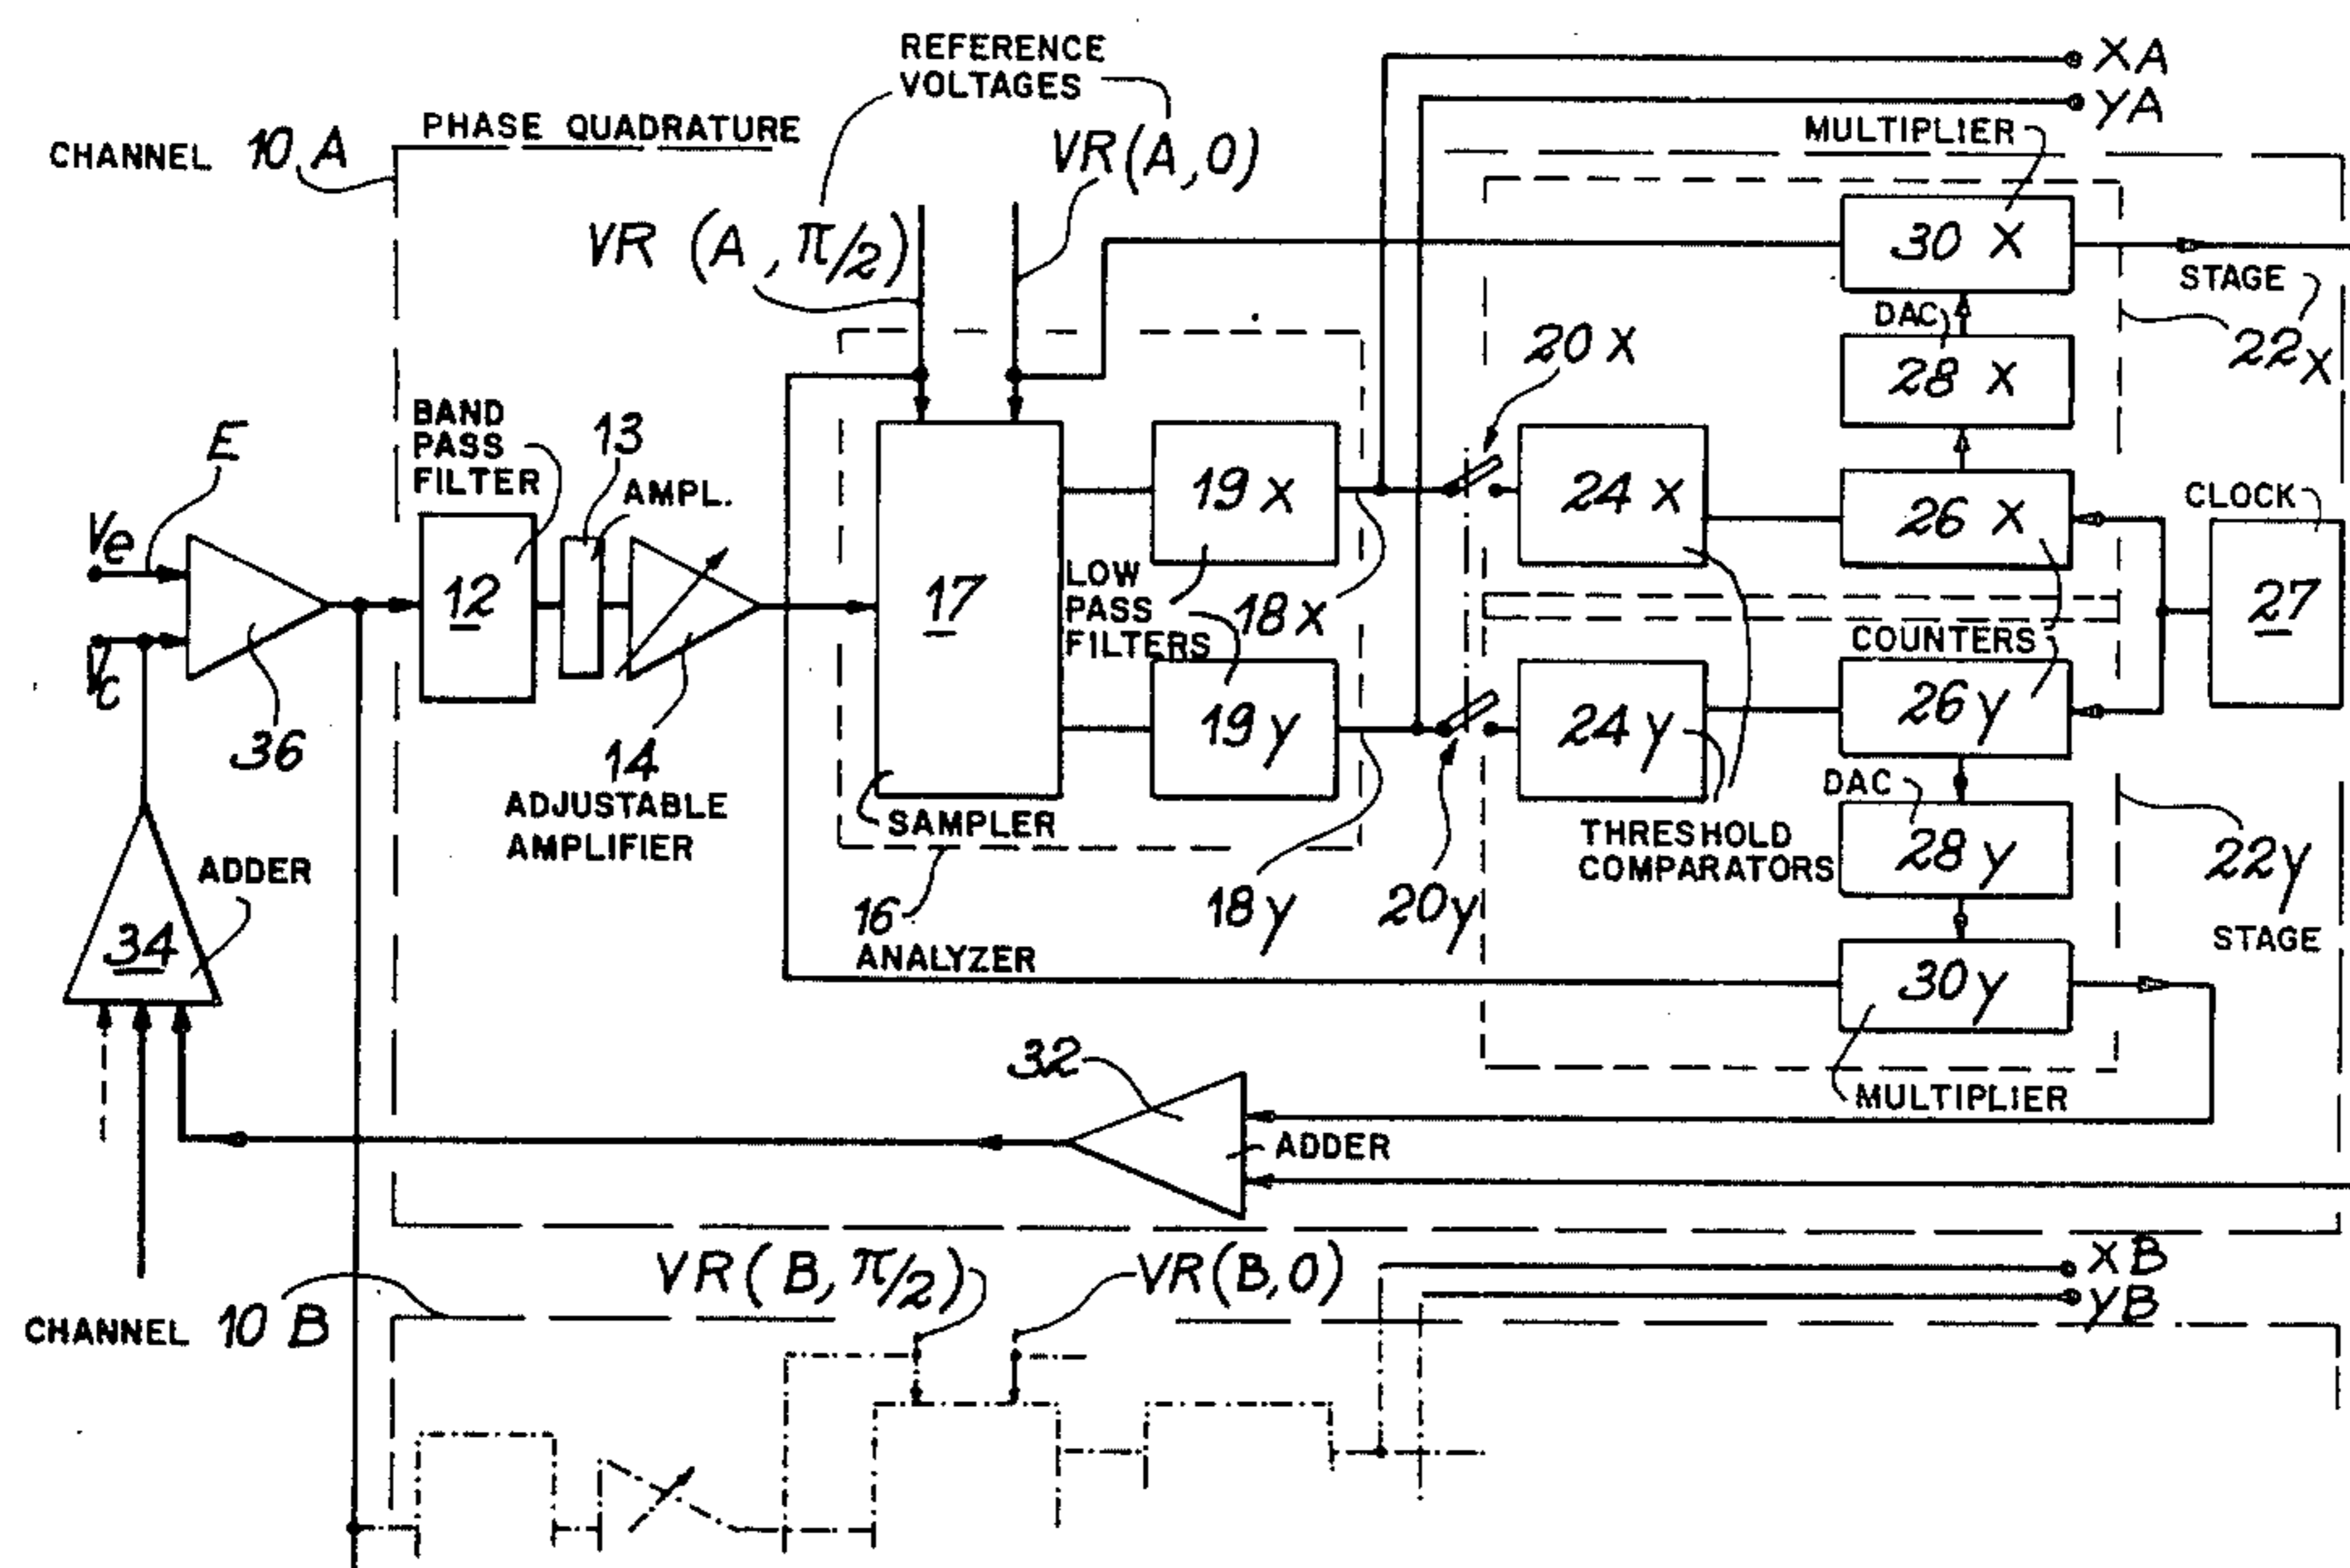 REFERENCE
VOLTAGES
XA
YA
CHANNEL 10 A
PHASE QUADRATURE
VR(A,0)
MULTIPLIER
VR (A, π/2)
30 X
STAGE
22x
DAC
28 X
20 X
BAND
PASS
FILTER
13
AMPL.
E
Ve
Vc
36
12
14
ADJUSTABLE
AMPLIFIER
17
SAMPLER
16
ANALYZER
19 X
LOW
PASS
FILTERS
19 y
18 X
18 y
20 y
24 X
24 y
THRESHOLD
COMPARATORS
26 X
COUNTERS
26 y
CLOCK
27
DAC
28 y
22y
STAGE
30 y
MULTIPLIER
ADDER
34
32
ADDER
CHANNEL 10 B
VR(B, π/2)
VR(B,0)
XB
YB